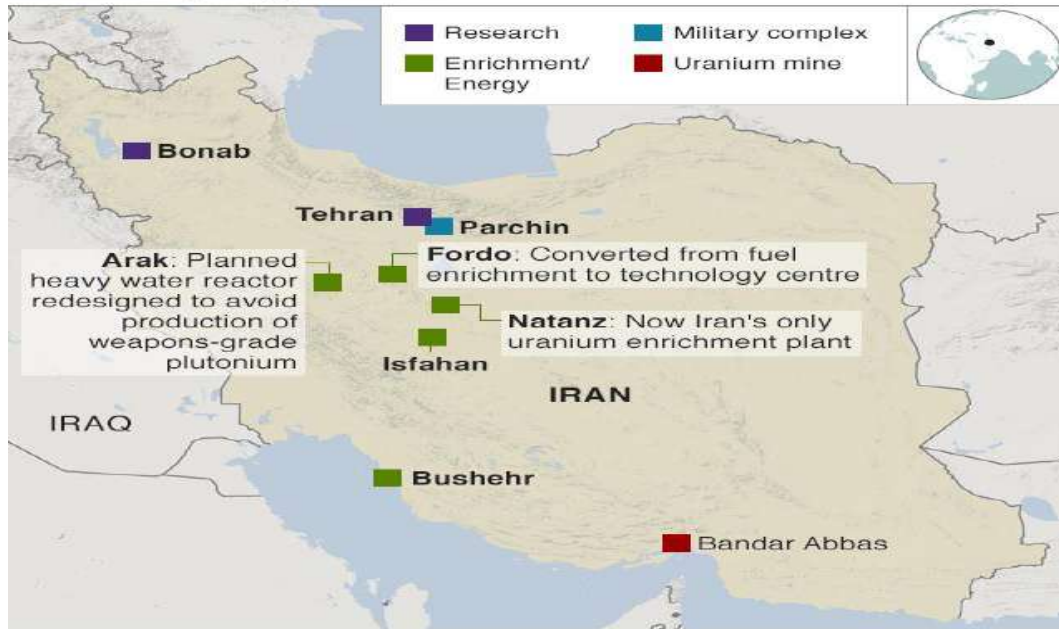 Research
Enrichment/
Energy
Military complex
Uranium mine
Bonab
Tehran
Parchin
Arak: Planned
heavy water reactor
redesigned to avoid
production of
weapons-grade
plutonium
Fordo: Converted from fuel
enrichment to technology centre
Natanz: Now Iran's only
uranium enrichment plant
Isfahan
IRAN
IRAQ
Bushehr
Bandar Abbas